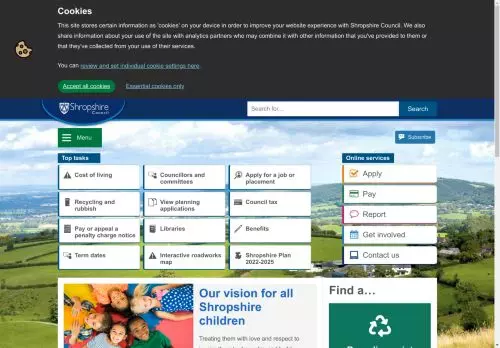 Cookies
This site stores certain information as 'cookies' on your device in order to improve your website experience with Shropshire Council. We also
share information about your use of the site with analytics partners who may combine it with other information that you've provided to them or
that they've collected from your use of their services.
You can review and set individual cookie settings here.
Accept all cookies
Essential cookies only
Shropshire
Council
Search for...
Search
Menu
Subscribe
Top tasks
Cost of living
Councillors and
committees
Apply for a job or
placement
Recycling and
rubbish
View planning
applications
Council tax
Pay or appeal a
penalty charge notice
Libraries
Benefits
Term dates
Interactive roadworks
map
Shropshire Plan
2022-2025
Online services
Apply
Pay
Report
Get involved
Contact us
Our vision for all
Shropshire
children
Treating them with love and respect to
Find a…